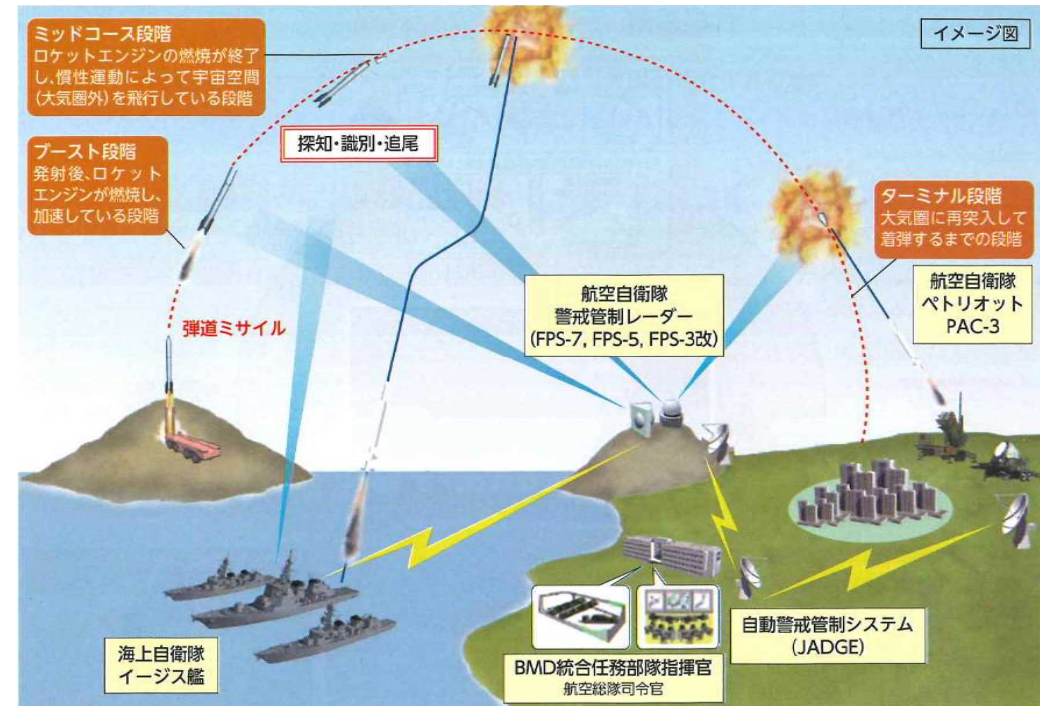 ミッドコース段階
ロケットエンジンの燃焼が終了
し、慣性運動によって宇宙空間
(大気圏外)を飛行している段階
イメージ図
探知・識別・追尾
ブースト段階
発射後、ロケット
エンジンが燃焼し、
加速している段階
ターミナル段階
大気圏に再突入して
着弾するまでの段階
航空自衛隊
警戒管制レーダー
(FPS-7, FPS-5, FPS-3改)
航空自衛隊
ペトリオット
PAC-3
弾道ミサイル
海上自衛隊
イージス艦
BMD統合任務部隊指揮官
航空総隊司令官
自動警戒管制システム
(JADGE)